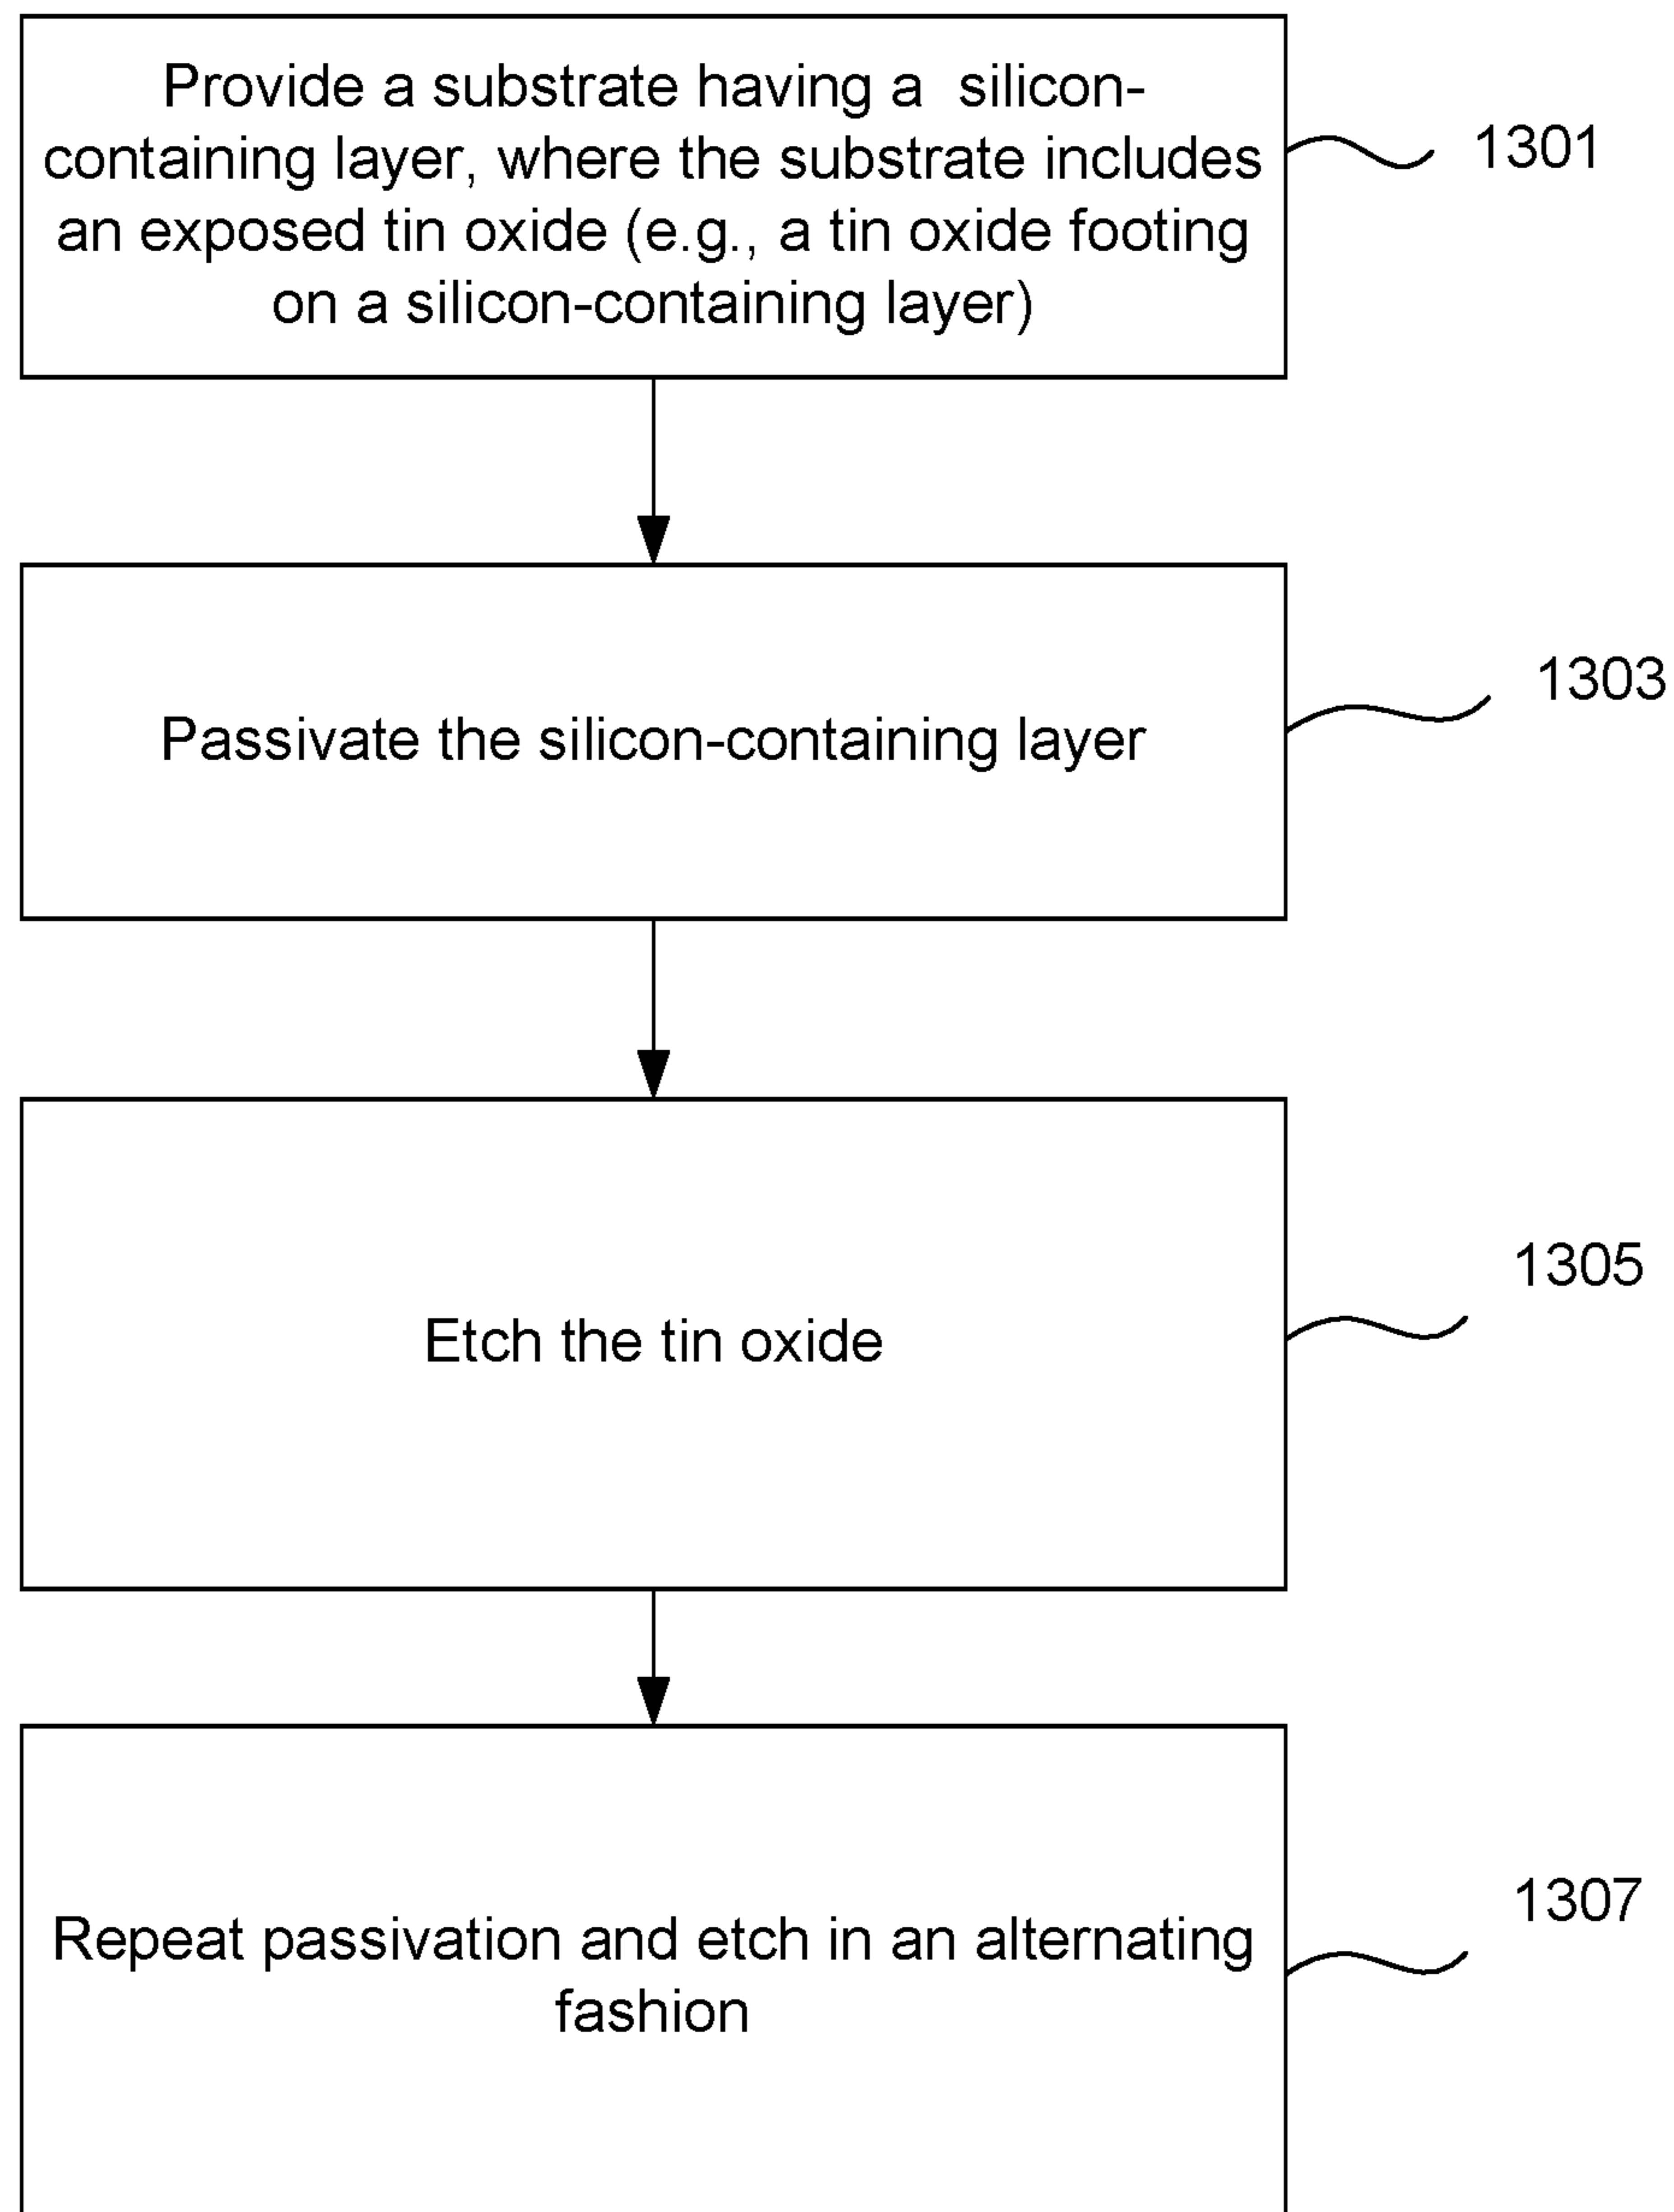 Provide a substrate having a silicon-
containing layer, where the substrate includes
an exposed tin oxide (e.g., a tin oxide footing
on a silicon-containing layer)
1301
Passivate the silicon-containing layer
1303
Etch the tin oxide
1305
Repeat passivation and etch in an alternating
fashion
1307